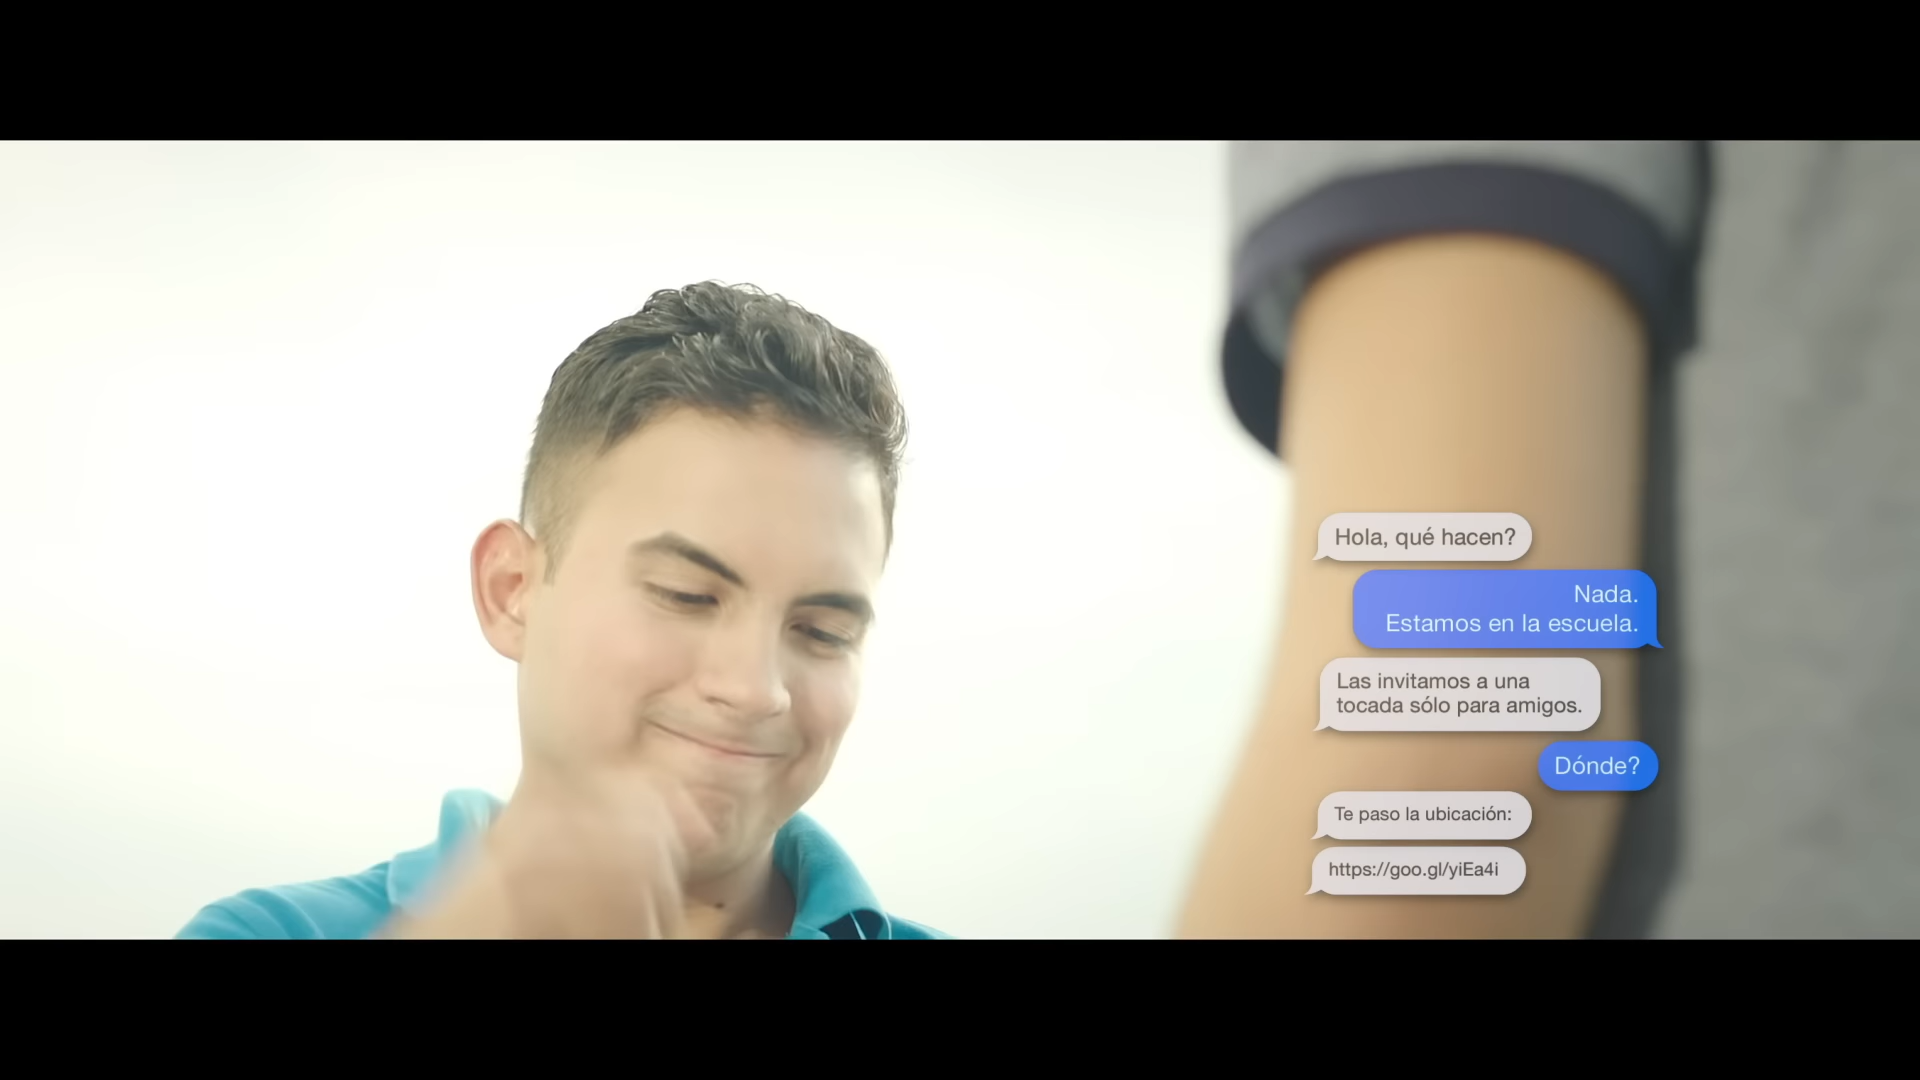 Hola, qué hacen?
Nada.
Estamos en la escuela.
Las invitamos a una
tocada sólo para amigos.
Dónde?
Te paso la ubicación:
https://goo.gl/yiEa4i